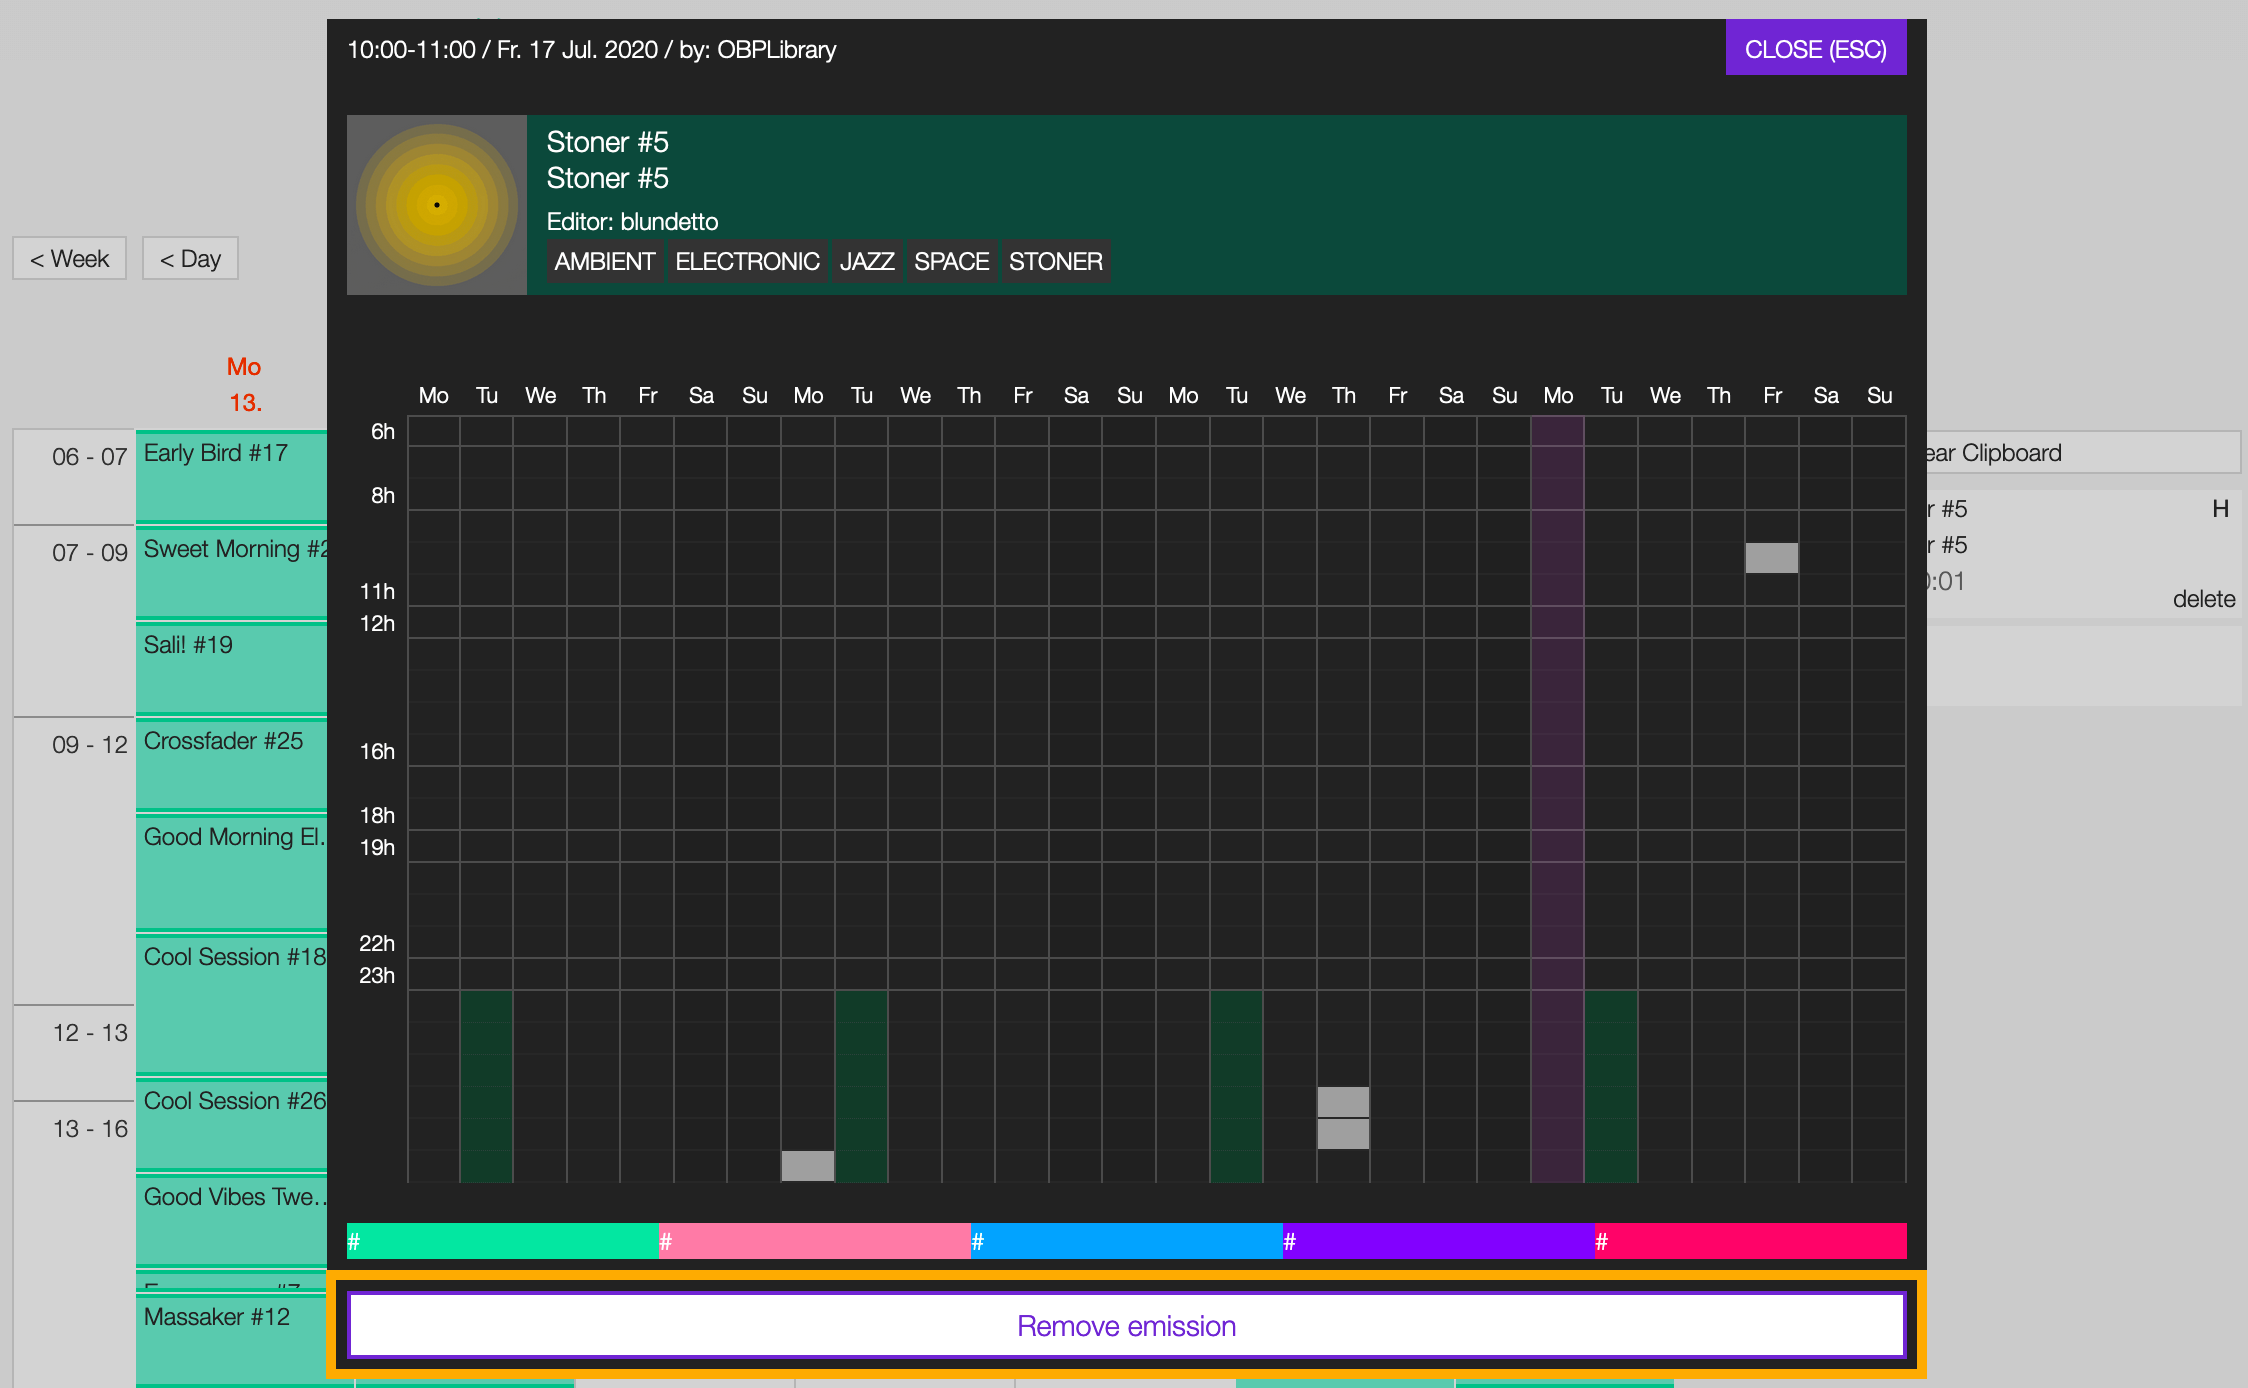 10:00-11:00 / Fr. 17 Jul. 2020 / by: OBPLibrary
CLOSE (ESC)
Stoner #5
Stoner #5
Editor: blundetto
AMBIENT ELECTRONIC JAZZ SPACE STONER
< Week < Day
Mo
13.
06 - 07
Early Bird #17
07 - 09
Sweet Morning #2
Sali! #19
09 - 12
Crossfader #25
Good Morning El…
Cool Session #18
12 - 13
Cool Session #26
13 - 16
Good Vibes Twe…
Massaker #12
Mo Tu We Th Fr Sa Su Mo Tu We Th Fr Sa Su Mo Tu We Th Fr Sa Su Mo Tu We Th Fr Sa Su
6h
8h
11h
12h
16h
18h
19h
22h
23h
# # # # #
Remove emission
ear Clipboard
r #5 H
r #5
0:01
delete